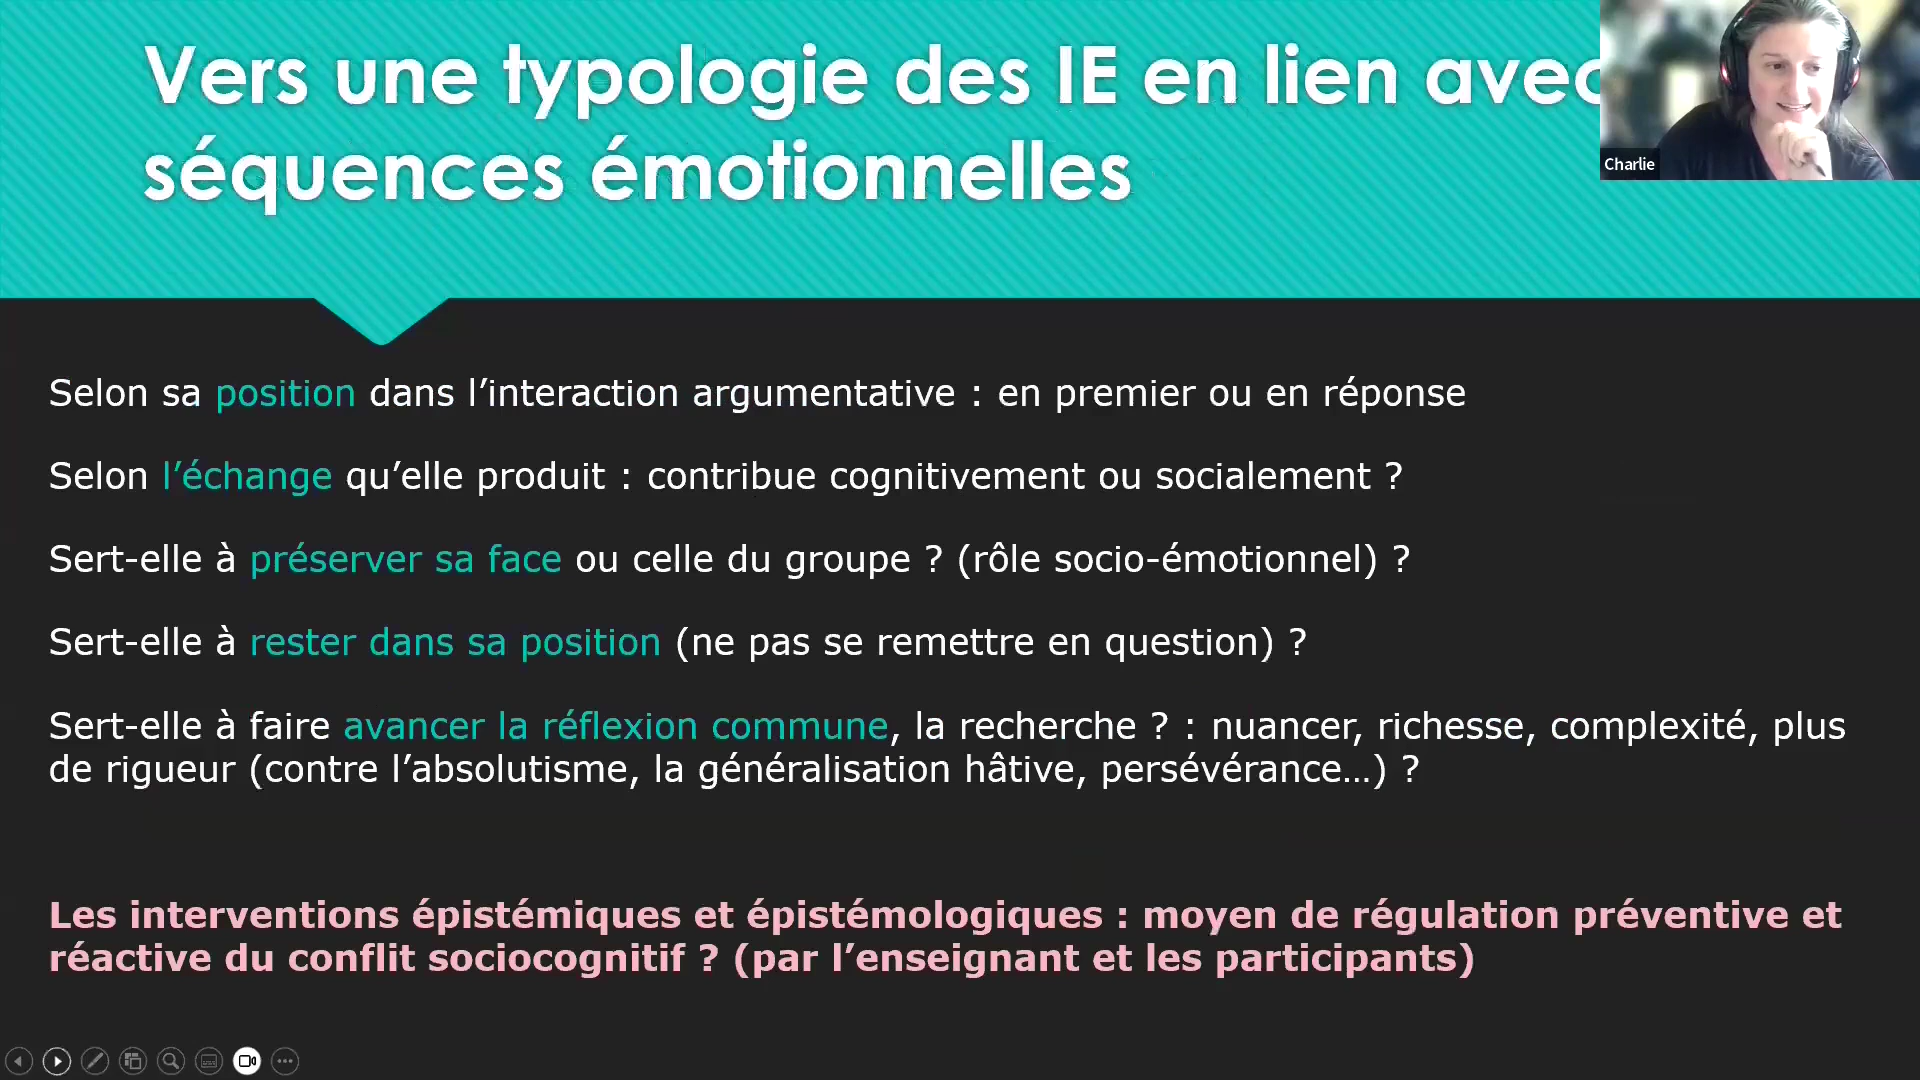 Vers une typologie des IE en lien avec
séquences émotionnelles
Charlie
Selon sa position dans l’interaction argumentative : en premier ou en réponse
Selon l’échange qu’elle produit : contribue cognitivement ou socialement ?
Sert-elle à préserver sa face ou celle du groupe ? (rôle socio-émotionnel) ?
Sert-elle à rester dans sa position (ne pas se remettre en question) ?
Sert-elle à faire avancer la réflexion commune, la recherche ? : nuancer, richesse, complexité, plus
de rigueur (contre l’absolutisme, la généralisation hâtive, persévérance…) ?
Les interventions épistémiques et épistémologiques : moyen de régulation préventive et
réactive du conflit sociocognitif ? (par l’enseignant et les participants)